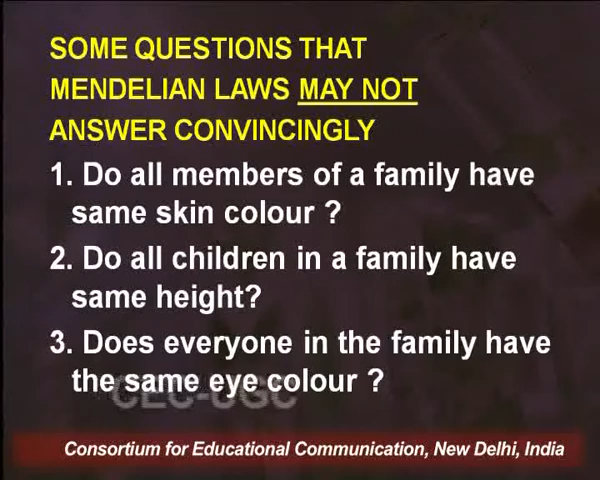 SOME QUESTIONS THAT
MENDELIAN LAWS MAY NOT
ANSWER CONVINCINGLY
1. Do all members of a family have
same skin colour ?
2. Do all children in a family have
same height?
3. Does everyone in the family have
the same eye colour ?
CEC-UGC
Consortium for Educational Communication, New Delhi, India